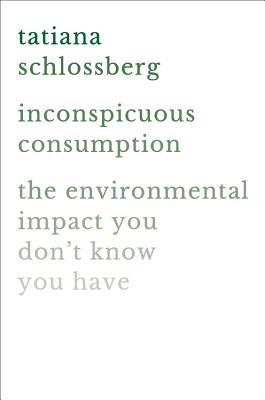 tatiana
schlossberg
inconspicuous
consumption
the environmental
impact you
don't know
you have